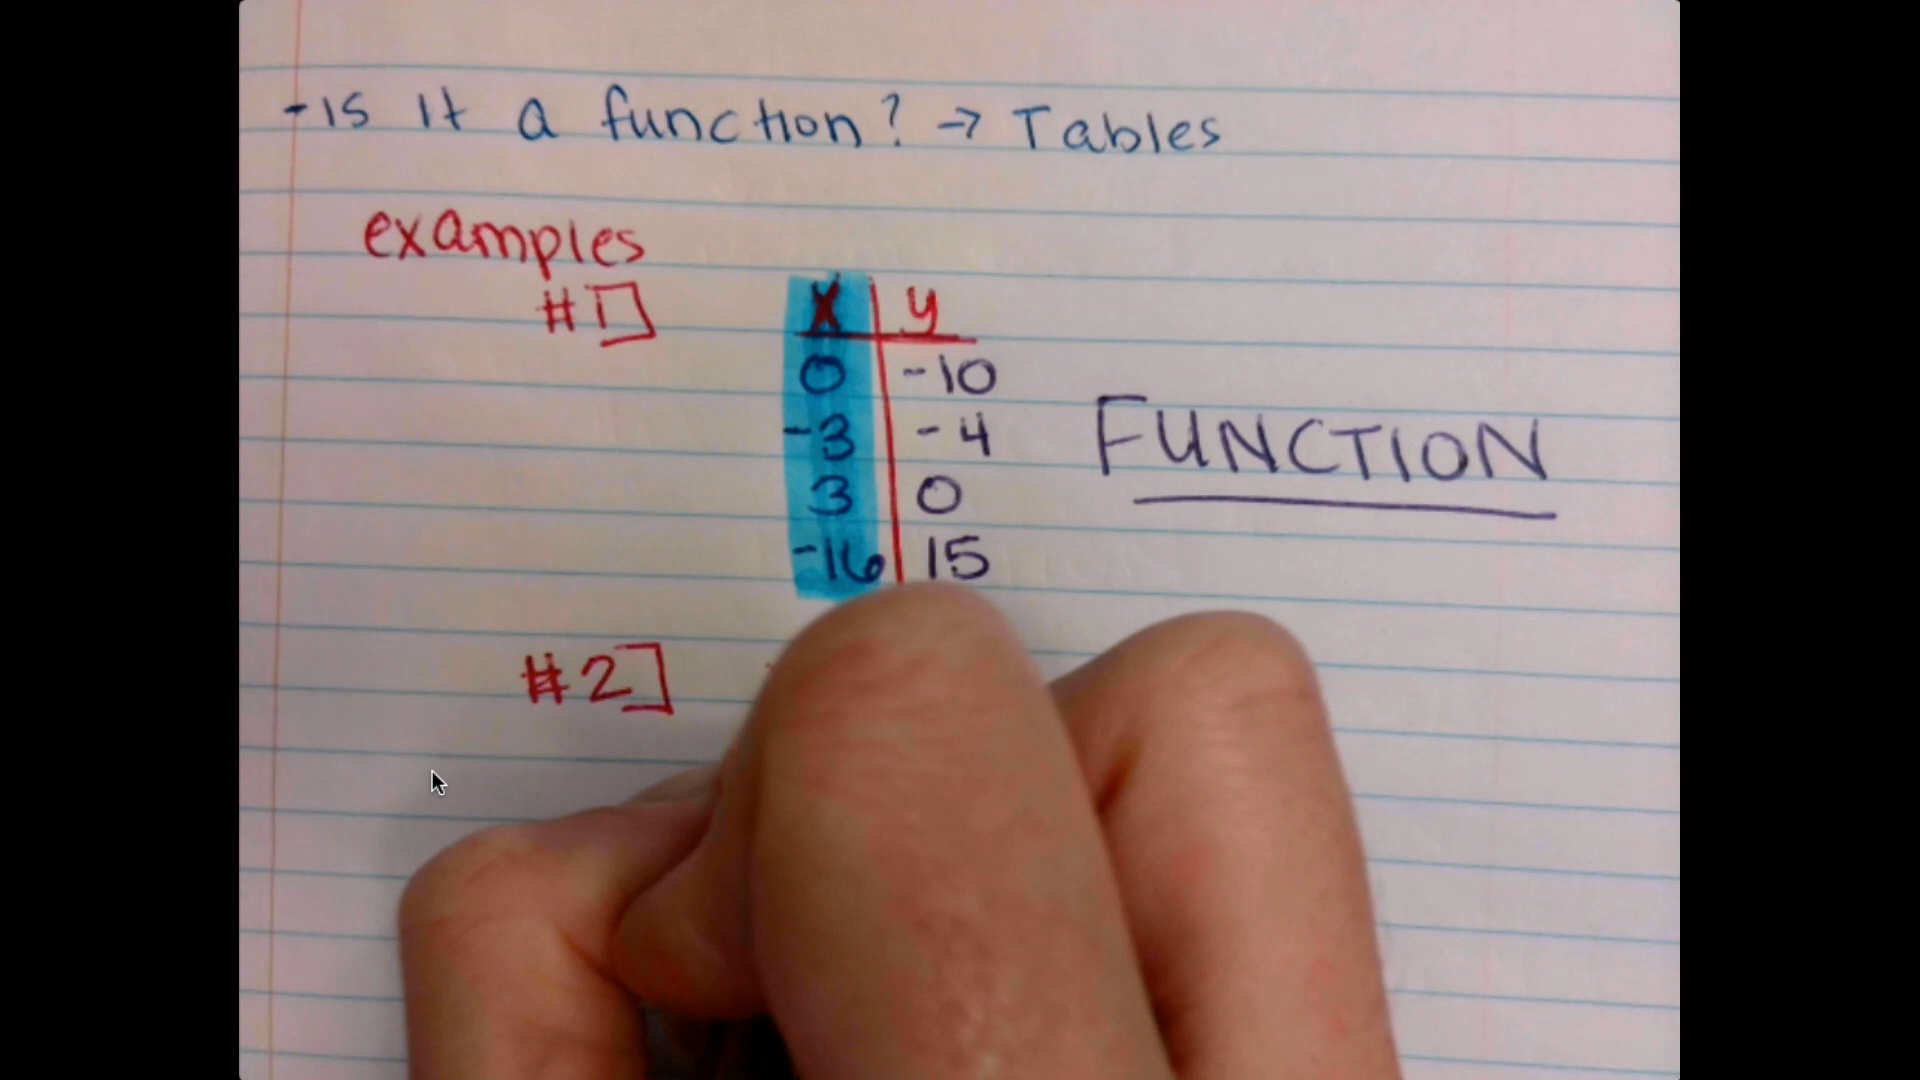 -is it a function? → Tables
examples
#1]
x y
0 -10
-3 -4
3 0
-16 15
FUNCTION
#2]